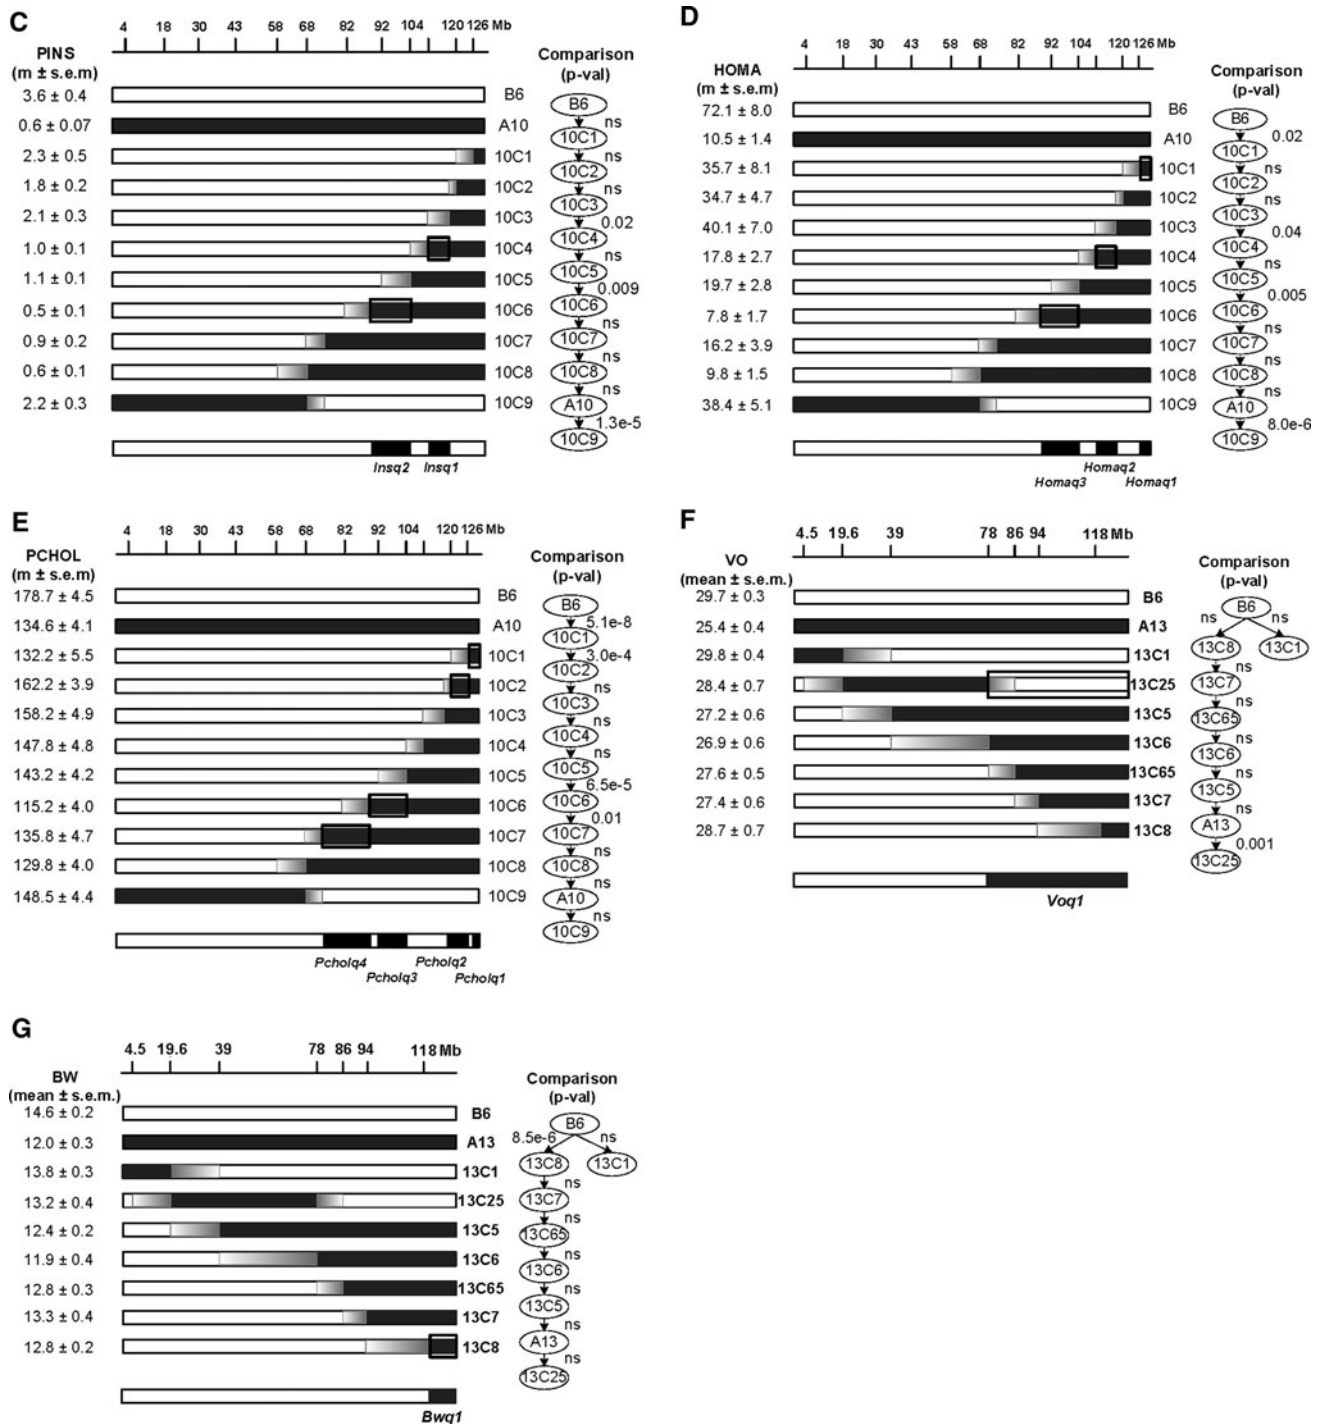 C
4 18 30 43 58 68 82 92 104 120 126 Mb
PINS
(m ± s.e.m)
Comparison
(p-val)
3.6 ± 0.4 B6
0.6 ± 0.07 A10
2.3 ± 0.5 10C1
1.8 ± 0.2 10C2
2.1 ± 0.3 10C3
1.0 ± 0.1 10C4
1.1 ± 0.1 10C5
0.5 ± 0.1 10C6
0.9 ± 0.2 10C7
0.6 ± 0.1 10C8
2.2 ± 0.3 10C9
Insq2 Insq1
B6
ns
10C1
ns
10C2
ns
10C3
0.02
10C4
ns
10C5
0.009
10C6
ns
10C7
ns
10C8
ns
A10
1.3e-5
10C9
D
4 18 30 43 58 68 82 92 104 120 126 Mb
HOMA
(m ± s.e.m)
Comparison
(p-val)
72.1 ± 8.0 B6
10.5 ± 1.4 A10
35.7 ± 8.1 10C1
34.7 ± 4.7 10C2
40.1 ± 7.0 10C3
17.8 ± 2.7 10C4
19.7 ± 2.8 10C5
7.8 ± 1.7 10C6
16.2 ± 3.9 10C7
9.8 ± 1.5 10C8
38.4 ± 5.1 10C9
Homaq2
Homaq3 Homaq1
B6
0.02
10C1
ns
10C2
ns
10C3
0.04
10C4
ns
10C5
0.005
10C6
ns
10C7
ns
10C8
ns
A10
8.0e-6
10C9
E
4 18 30 43 58 68 82 92 104 120 126 Mb
PCHOL
(m ± s.e.m)
Comparison
(p-val)
178.7 ± 4.5 B6
134.6 ± 4.1 A10
132.2 ± 5.5 10C1
162.2 ± 3.9 10C2
158.2 ± 4.9 10C3
147.8 ± 4.8 10C4
143.2 ± 4.2 10C5
115.2 ± 4.0 10C6
135.8 ± 4.7 10C7
129.8 ± 4.0 10C8
148.5 ± 4.4 10C9
Pcholq4 Pcholq2
Pcholq3 Pcholq1
B6
5.1e-8
10C1
3.0e-4
10C2
ns
10C3
ns
10C4
ns
10C5
6.5e-5
10C6
0.01
10C7
ns
10C8
ns
A10
ns
10C9
F
4.5 19.6 39 78 86 94 118 Mb
VO
(mean ± s.e.m.)
Comparison
(p-val)
29.7 ± 0.3 B6
25.4 ± 0.4 A13
29.8 ± 0.4 13C1
28.4 ± 0.7 13C25
27.2 ± 0.6 13C5
26.9 ± 0.6 13C6
27.6 ± 0.5 13C65
27.4 ± 0.6 13C7
28.7 ± 0.7 13C8
Voq1
B6
ns ns
13C8 13C1
ns
13C7
ns
13C65
ns
13C6
ns
13C5
ns
A13
0.001
13C25
G
4.5 19.6 39 78 86 94 118 Mb
BW
(mean ± s.e.m.)
Comparison
(p-val)
14.6 ± 0.2 B6
12.0 ± 0.3 A13
13.8 ± 0.3 13C1
13.2 ± 0.4 13C25
12.4 ± 0.2 13C5
11.9 ± 0.4 13C6
12.8 ± 0.3 13C65
13.3 ± 0.4 13C7
12.8 ± 0.2 13C8
Bwq1
B6
8.5e-6 ns
13C8 13C1
ns
13C7
ns
13C65
ns
13C6
ns
13C5
ns
A13
ns
13C25